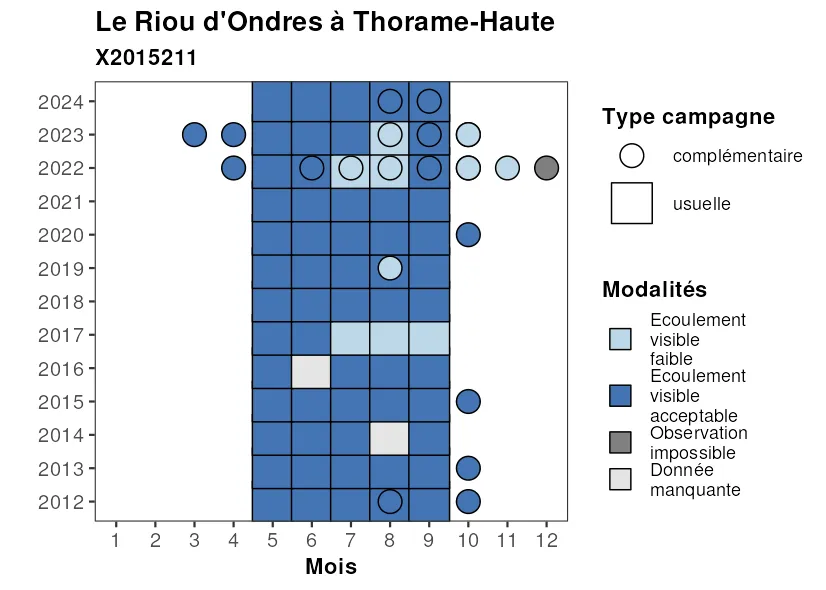 Le Riou d'Ondres à Thorame-Haute
X2015211
2024
2023
2022
2021
2020
2019
2018
2017
2016
2015
2014
2013
2012
1 2 3 4 5 6 7 8 9 10 11 12
Mois
Type campagne
complémentaire
usuelle
Modalités
Ecoulement
visible
faible
Ecoulement
visible
acceptable
Observation
impossible
Donnée
manquante